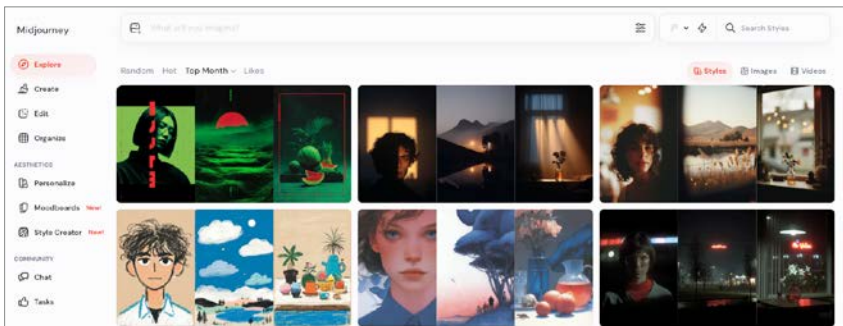 Midjourney
What will you imagine?
Search Styles
Explore
Create
Edit
Organize
AESTHETICS
Personalize
Moodboards New!
Style Creator New!
COMMUNITY
Chat
Tasks
Random Hot Top Month Likes
Styles Images Videos